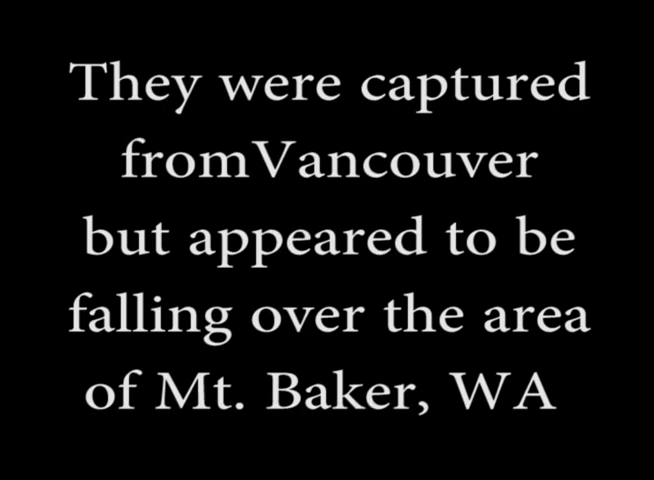 They were captured
fromVancouver
but appeared to be
falling over the area
of Mt. Baker, WA